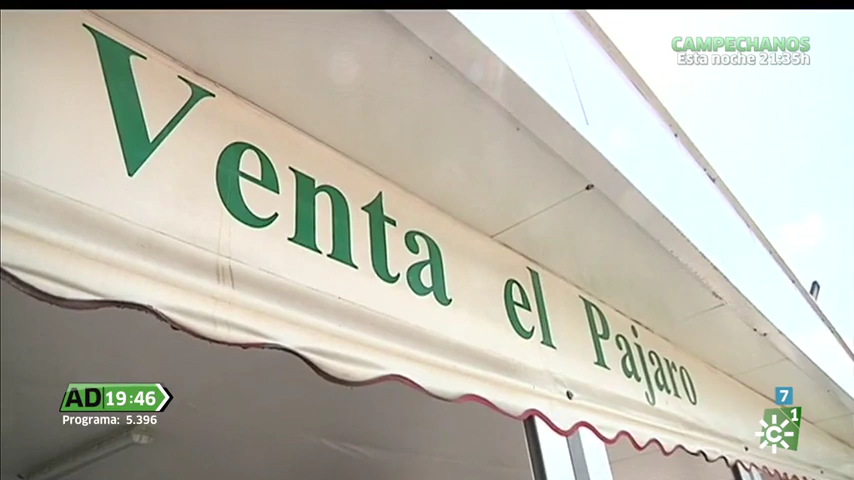 CAMPECHANOS
Esta noche 21:35h
Venta el Pajaro
AD 19:46
Programa: 5.396
7
1